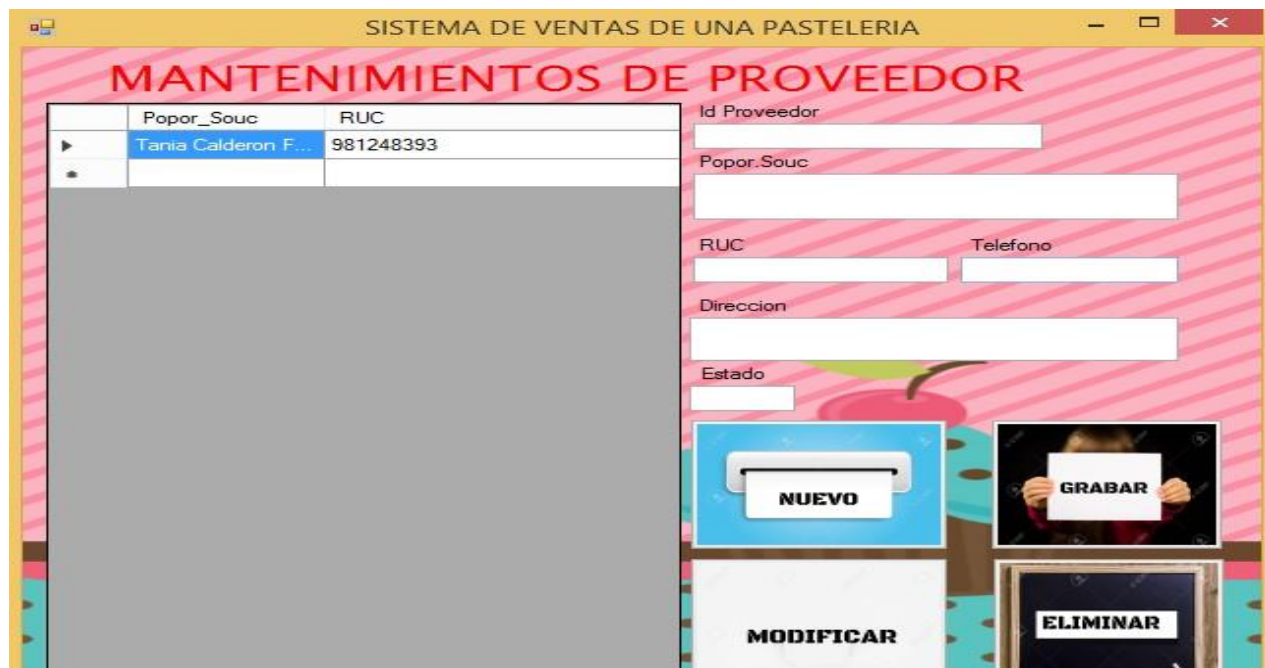 SISTEMA DE VENTAS DE UNA PASTELERIA
MANTENIMIENTOS DE PROVEEDOR
Popor_Souc RUC
Tania Calderon F... 981248393
Id Proveedor
Popor.Souc
RUC Telefono
Direccion
Estado
NUEVO GRABAR
MODIFICAR ELIMINAR